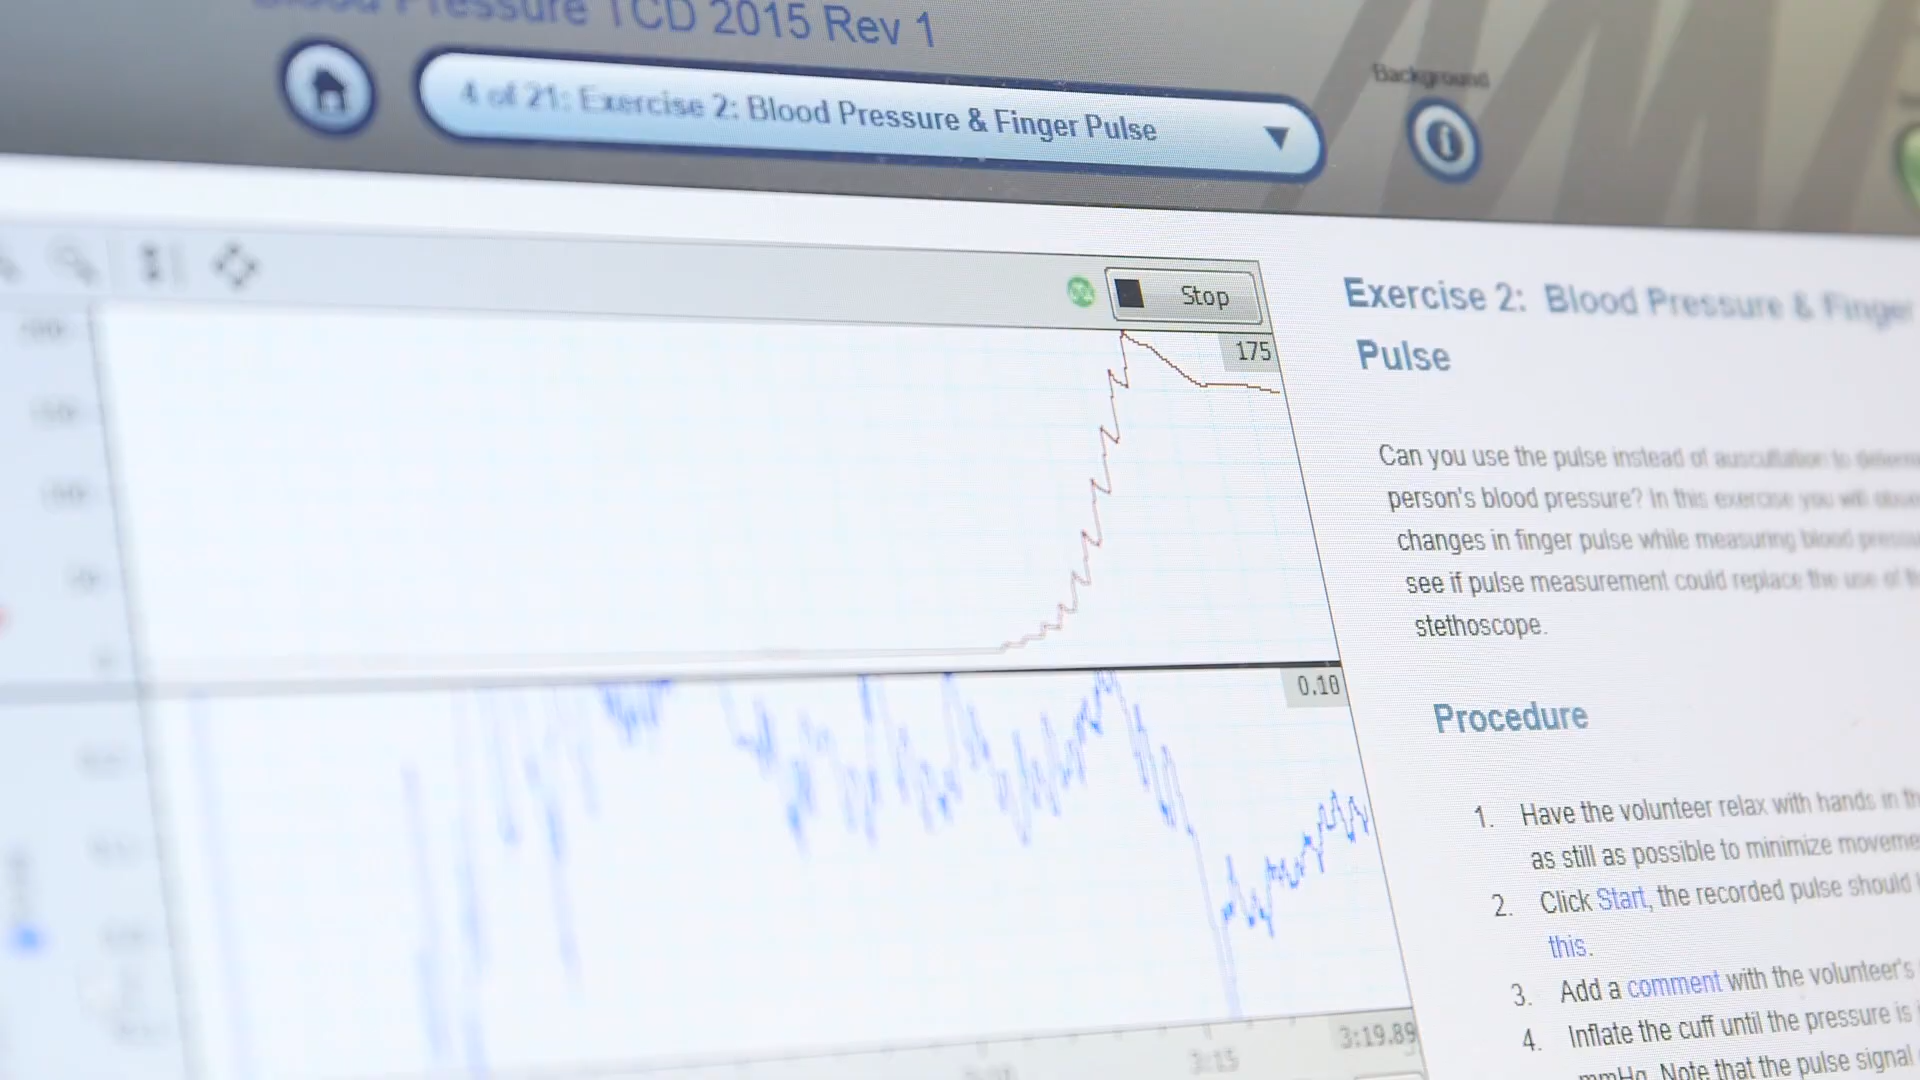 Blood Pressure TCD 2015 Rev 1
4 of 21: Exercise 2: Blood Pressure & Finger Pulse
Background
Stop
175
Exercise 2: Blood Pressure & Finger
Pulse
Can you use the pulse instead of auscultation to
person's blood pressure? In this exercise you will
changes in finger pulse while measuring blood
see if pulse measurement could replace the use of
stethoscope.
0.10
Procedure
1. Have the volunteer relax with hands in
as still as possible to minimize
2. Click Start, the recorded pulse should
this.
3. Add a comment with the volunteer's
4. Inflate the cuff until the pressure is
mmHg. Note that the pulse signal
3:19.89
3:15